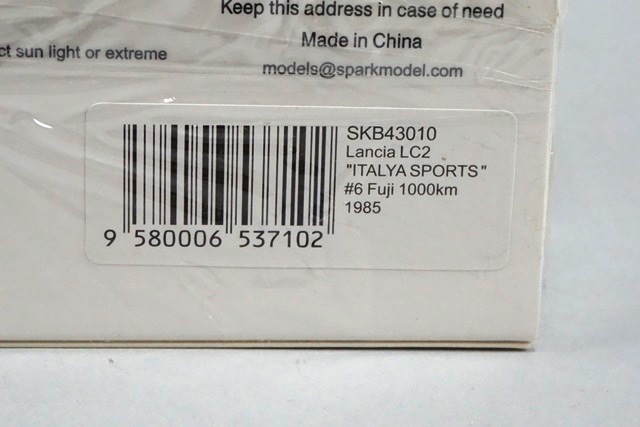 Keep this address in case of need
Made in China
ct sun light or extreme
models@sparkmodel.com
SKB43010
Lancia LC2
"ITALYA SPORTS"
#6 Fuji 1000km
1985
9 580006 537102